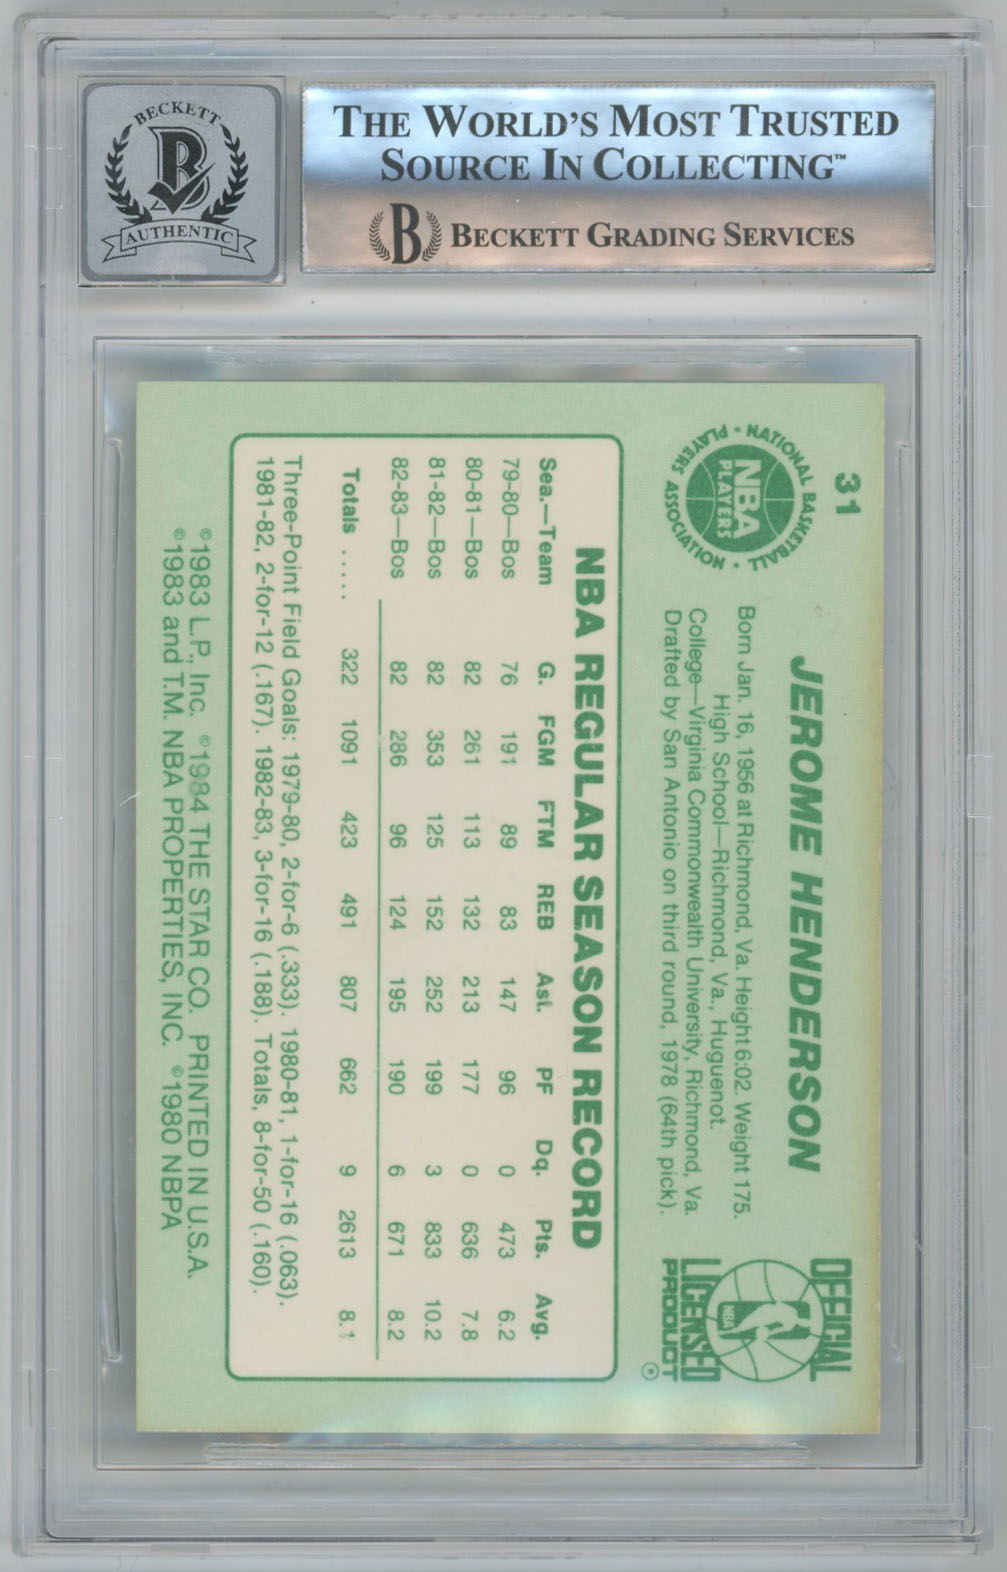 BECKETT
B
AUTHENTIC
THE WORLD'S MOST TRUSTED
SOURCE IN COLLECTING™
B BECKETT GRADING SERVICES
31
NATIONAL BASKETBALL PLAYERS ASSOCIATION
NBA
PLAYERS
JEROME HENDERSON
Born Jan. 16, 1956 at Richmond, Va. Height 6:02. Weight 175.
High School—Richmond, Va., Huguenot.
College—Virginia Commonwealth University, Richmond, Va.
Drafted by San Antonio on third round, 1978 (64th pick).
OFFICIAL
NBA
LICENSED
PRODUCT
NBA REGULAR SEASON RECORD
Sea.—Team G. FGM FTM REB Ast. PF Dq. Pts. Avg.
79-80—Bos 76 191 89 83 147 96 0 473 6.2
80-81—Bos 82 261 113 132 213 177 0 636 7.8
81-82—Bos 82 353 125 152 252 199 3 833 10.2
82-83—Bos 82 286 96 124 195 190 6 671 8.2
Totals ..... 322 1091 423 491 807 662 9 2613 8.1
Three-Point Field Goals: 1979-80, 2-for-6 (.333). 1980-81, 1-for-16 (.063).
1981-82, 2-for-12 (.167). 1982-83, 3-for-16 (.188). Totals, 8-for-50 (.160).
©1983 L.P., Inc. ©1984 THE STAR CO. PRINTED IN U.S.A.
©1983 and T.M. NBA PROPERTIES, INC. ©1980 NBPA